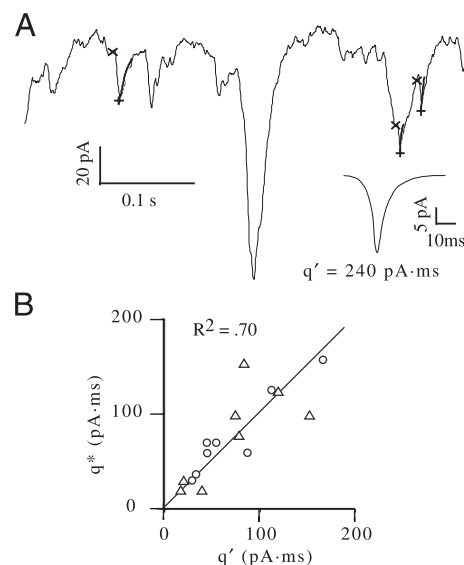 A
20 pA
0.1 s
5 pA
10ms
q′ = 240 pA·ms
B
R² = .70
200
100
0
q* (pA·ms)
0 100 200
q′ (pA·ms)